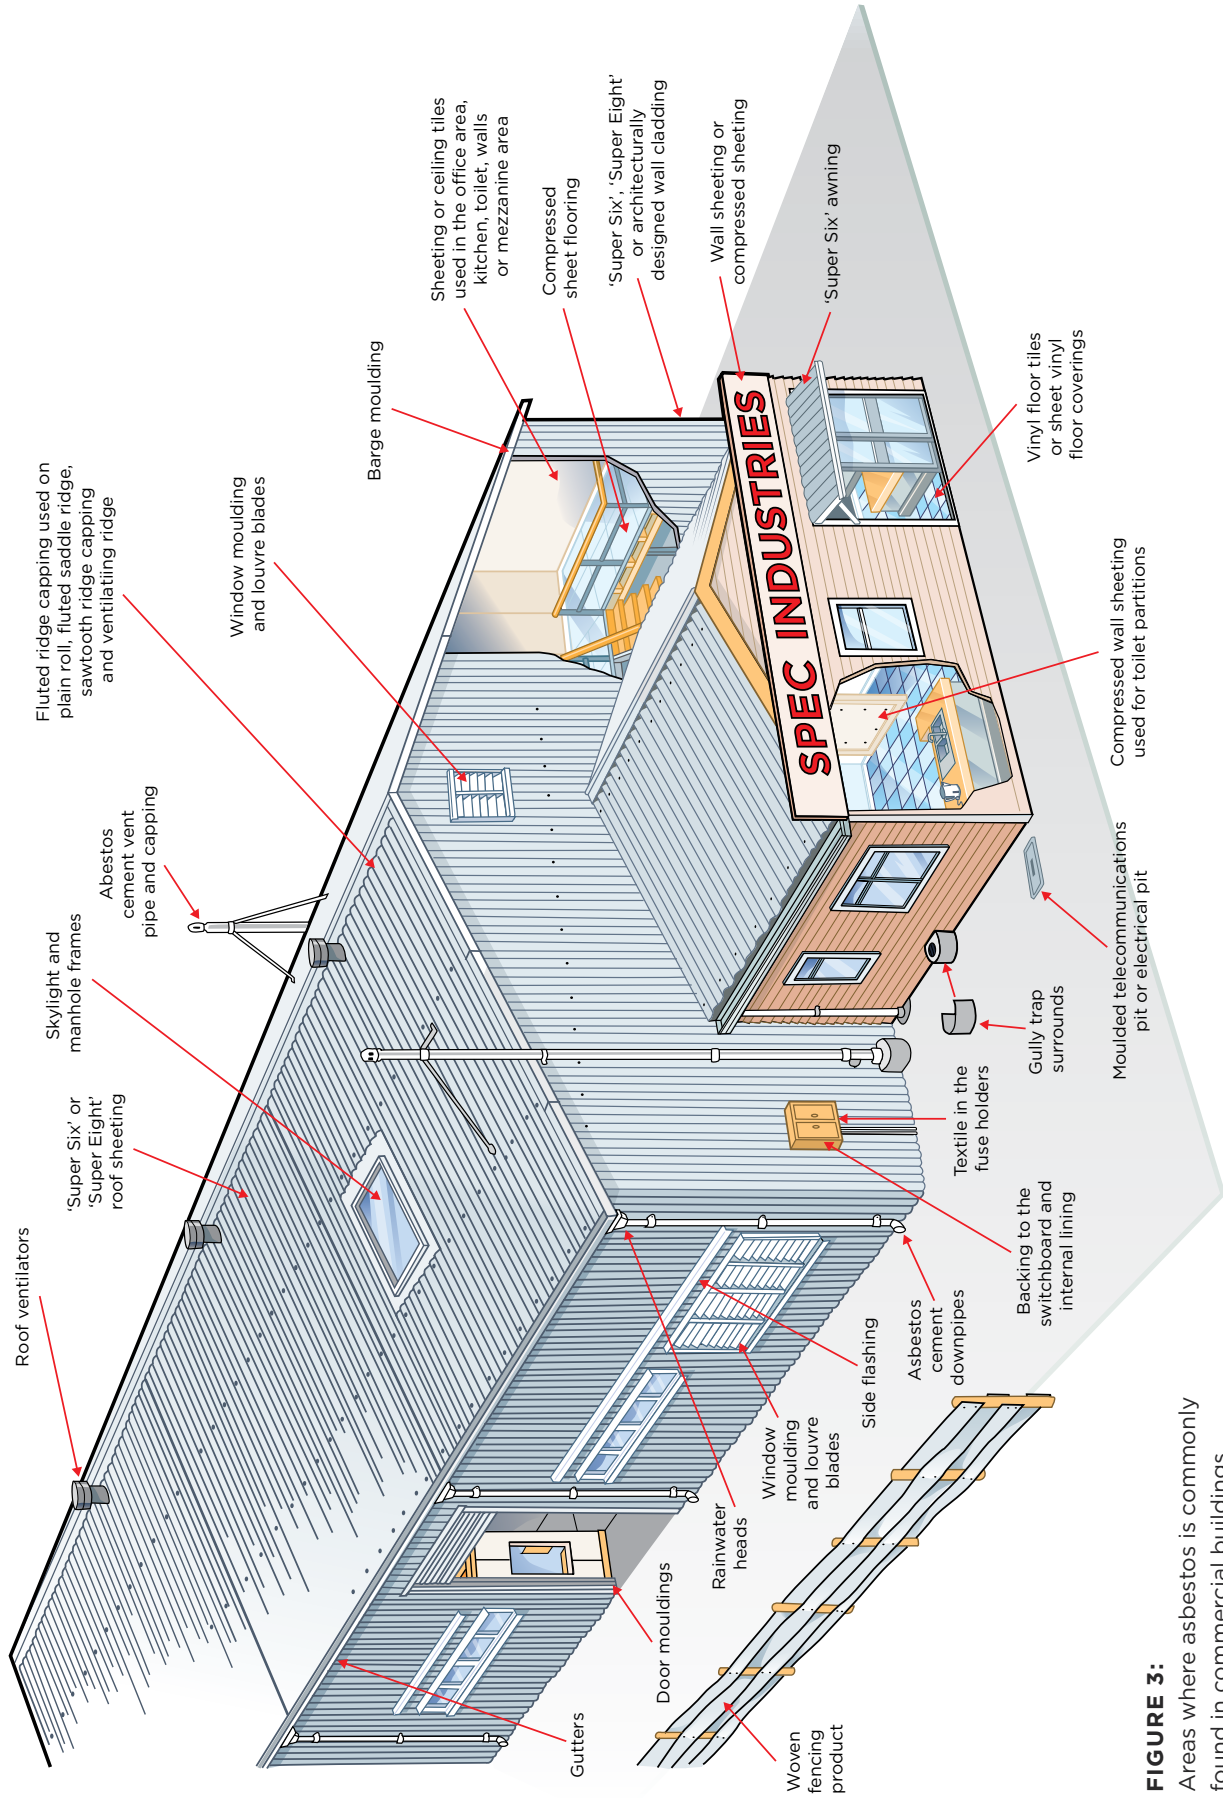 Fluted ridge capping used on
plain roll, fluted saddle ridge,
sawtooth ridge capping
and ventilatiing ridge
Abestos
cement vent
pipe and capping
Skylight and
manhole frames
'Super Six' or
'Super Eight'
roof sheeting
Roof ventilators
Window moulding
and louvre blades
Barge moulding
Sheeting or ceiling tiles
used in the office area,
kitchen, toilet, walls
or mezzanine area
Compressed
sheet flooring
'Super Six', 'Super Eight'
or architecturally
designed wall cladding
Wall sheeting or
compressed sheeting
'Super Six' awning
SPEC INDUSTRIES
Vinyl floor tiles
or sheet vinyl
floor coverings
Compressed wall sheeting
used for toilet partitions
Moulded telecommunications
pit or electrical pit
Gully trap
surrounds
Textile in the
fuse holders
Backing to the
switchboard and
internal lining
Asbestos
cement
downpipes
Side flashing
Window
moulding
and louvre
blades
Rainwater
heads
Door mouldings
Gutters
Woven
fencing
product
FIGURE 3:
Areas where asbestos is commonly
found in commercial buildings